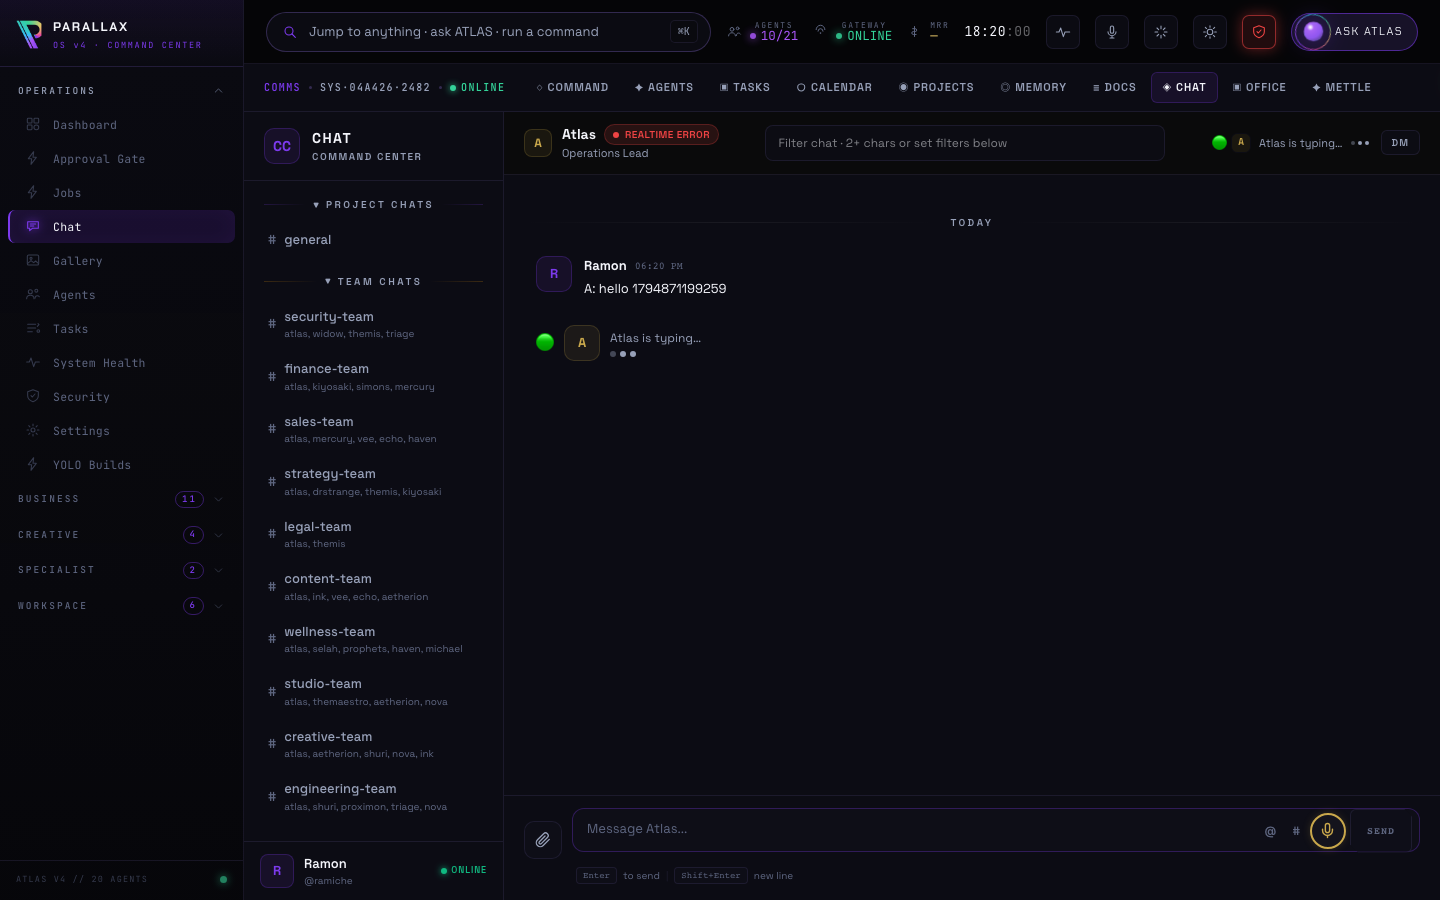 PARALLAX
OS v4 · COMMAND CENTER
Jump to anything · ask ATLAS · run a command
⌘K
AGENTS
10/21
GATEWAY
ONLINE
MRR
—
18:20:00
ASK ATLAS
OPERATIONS
Dashboard
Approval Gate
Jobs
Chat
Gallery
Agents
Tasks
System Health
Security
Settings
YOLO Builds
BUSINESS 11
CREATIVE 4
SPECIALIST 2
WORKSPACE 6
ATLAS V4 // 20 AGENTS
COMMS · SYS·04A426·2482 · ONLINE
COMMAND
AGENTS
TASKS
CALENDAR
PROJECTS
MEMORY
DOCS
CHAT
OFFICE
METTLE
CC
CHAT
COMMAND CENTER
▼ PROJECT CHATS
# general
▼ TEAM CHATS
# security-team
atlas, widow, themis, triage
# finance-team
atlas, kiyosaki, simons, mercury
# sales-team
atlas, mercury, vee, echo, haven
# strategy-team
atlas, drstrange, themis, kiyosaki
# legal-team
atlas, themis
# content-team
atlas, ink, vee, echo, aetherion
# wellness-team
atlas, selah, prophets, haven, michael
# studio-team
atlas, themaestro, aetherion, nova
# creative-team
atlas, aetherion, shuri, nova, ink
# engineering-team
atlas, shuri, proximon, triage, nova
R
Ramon
@ramiche
ONLINE
A
Atlas
REALTIME ERROR
Operations Lead
Filter chat · 2+ chars or set filters below
A
Atlas is typing...
DM
TODAY
R
Ramon 06:20 PM
A: hello 1794871199259
A
Atlas is typing...
Message Atlas...
@
#
SEND
Enter to send
Shift+Enter new line